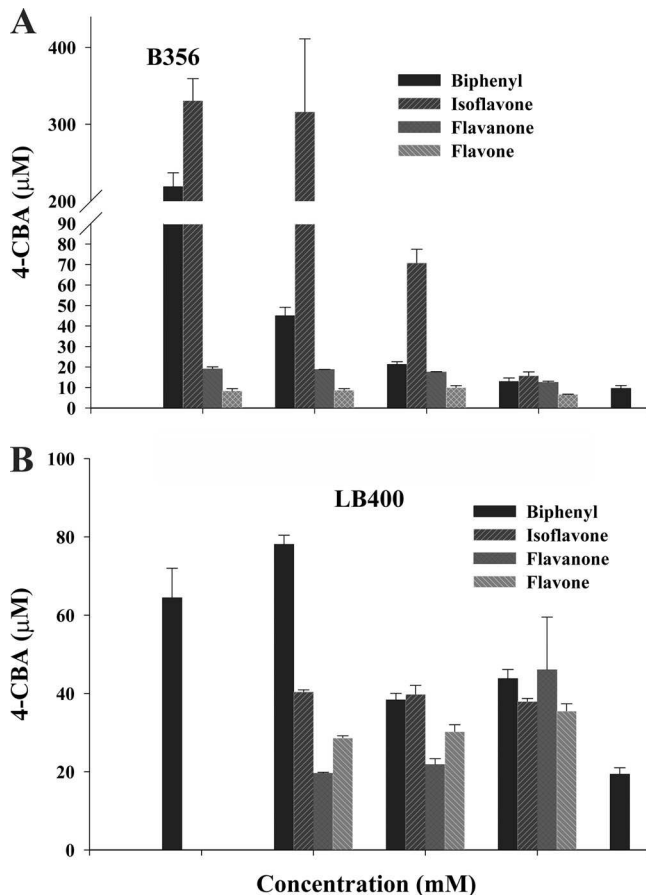 A
B356
Biphenyl
Isoflavone
Flavanone
Flavone
4-CBA (μM)
400
300
200
90
80
70
60
50
40
30
20
10
0
B
LB400
Biphenyl
Isoflavone
Flavanone
Flavone
4-CBA (μM)
100
80
60
40
20
0
Concentration (mM)